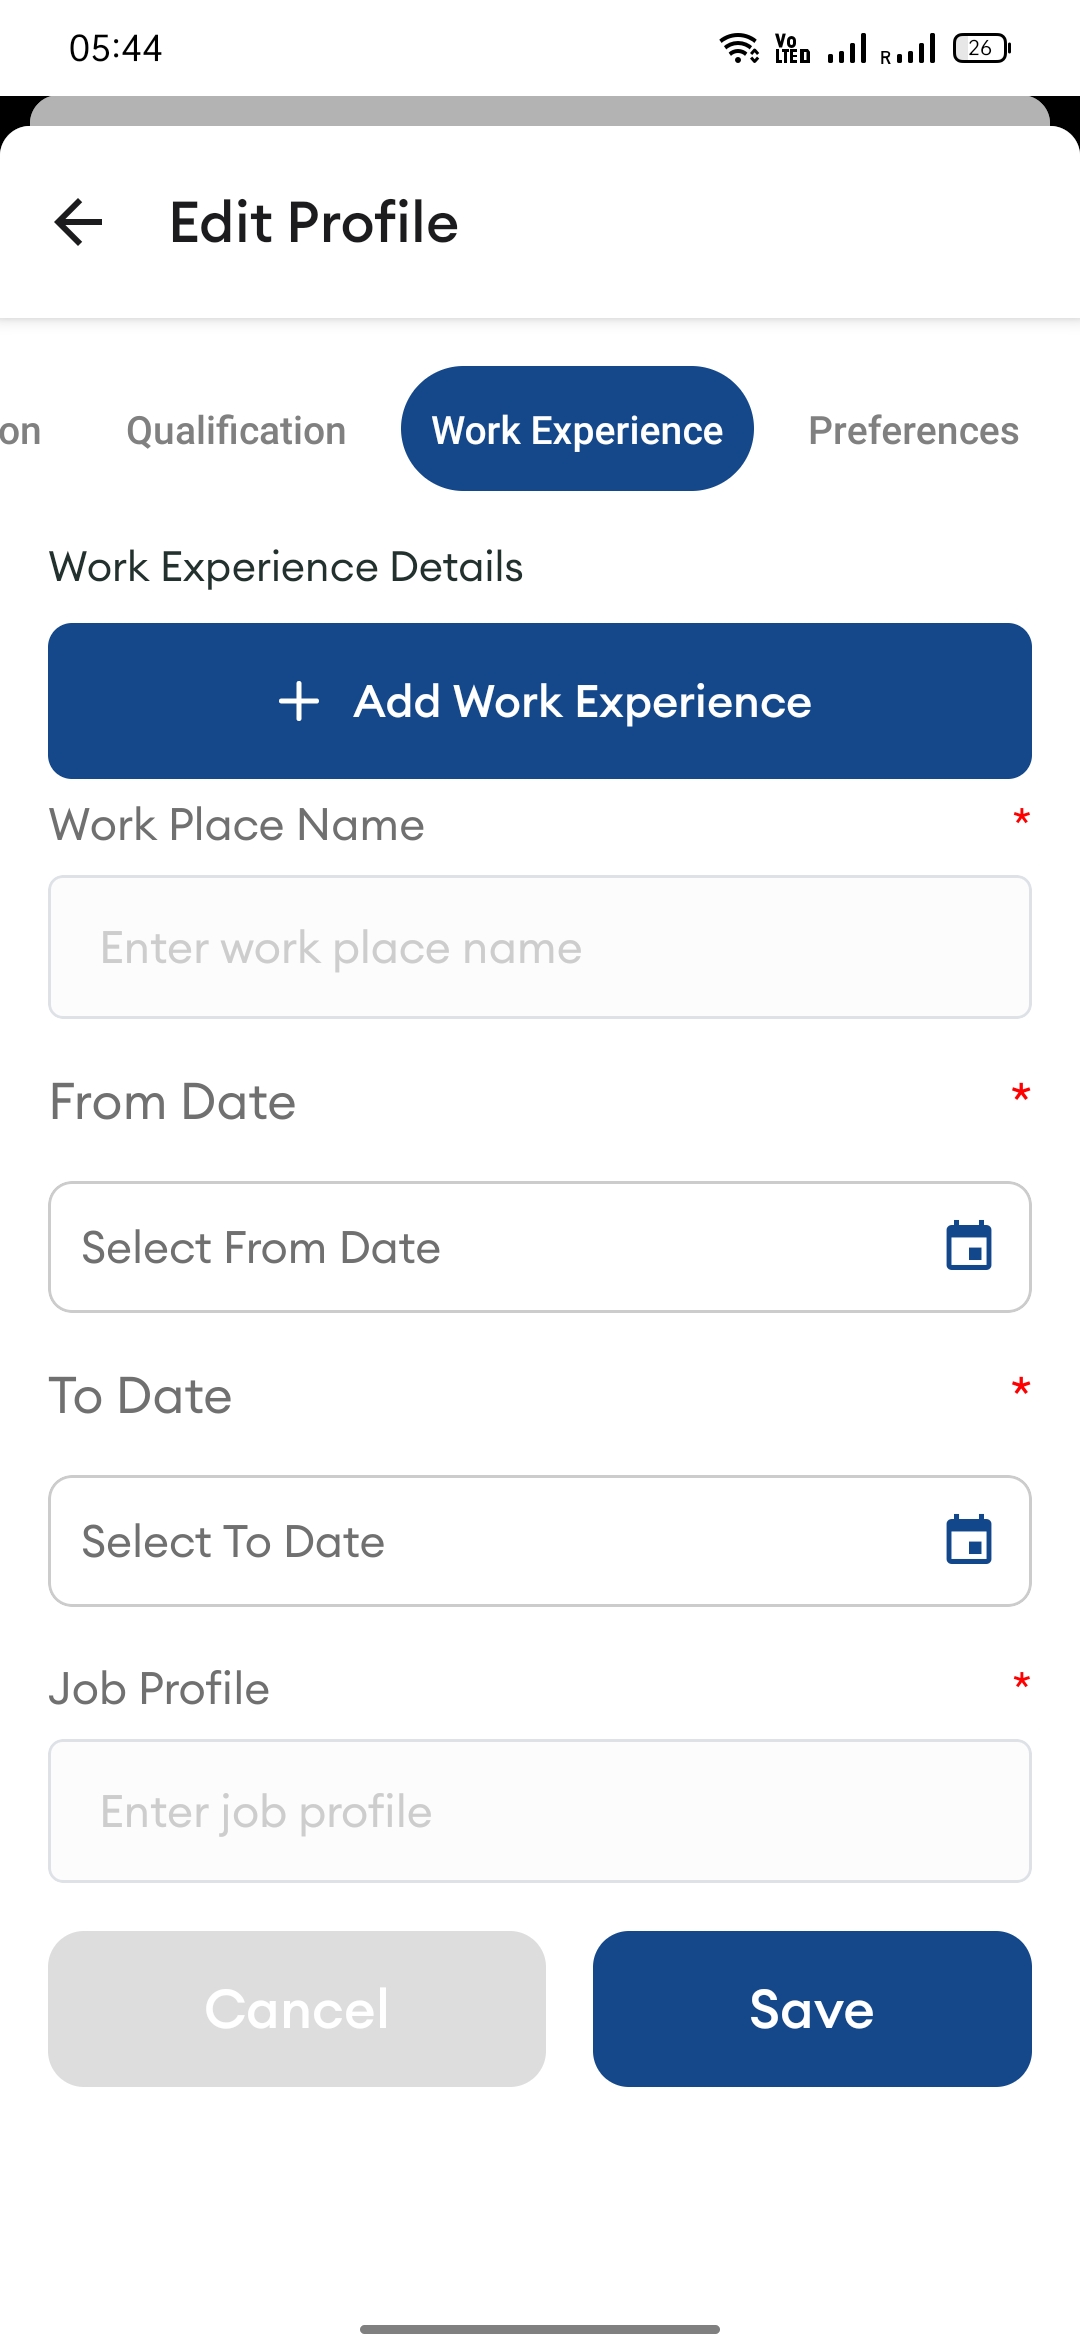 05:44
Vo
LTED
R
26
Edit Profile
on Qualification Work Experience Preferences
Work Experience Details
+ Add Work Experience
Work Place Name *
Enter work place name
From Date *
Select From Date
To Date *
Select To Date
Job Profile *
Enter job profile
Cancel Save